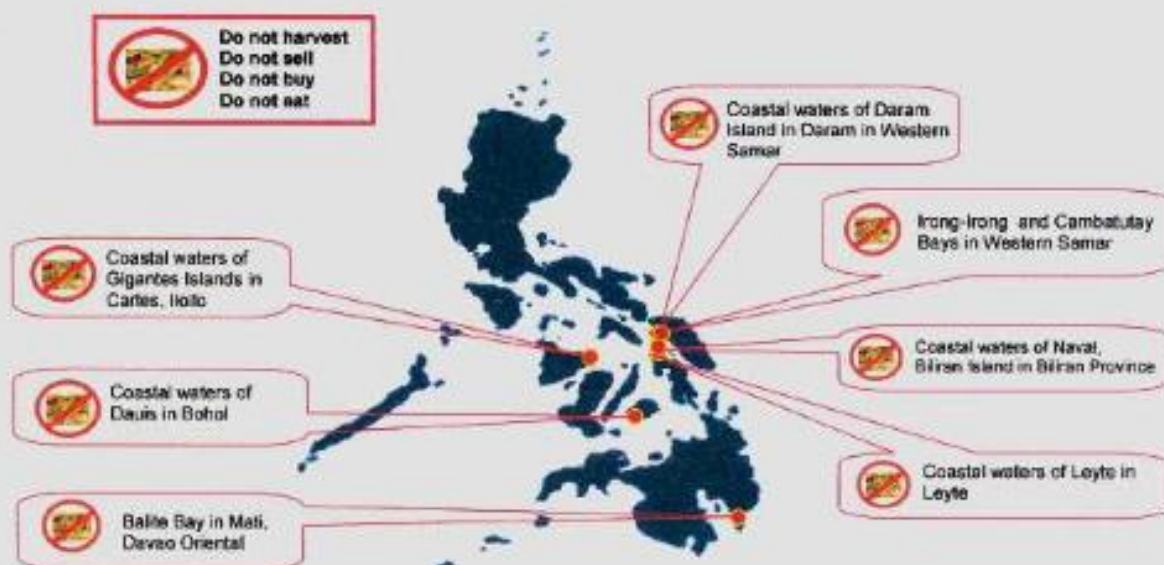 Do not harvest
Do not sell
Do not buy
Do not eat
Coastal waters of Daram
Island in Daram in Western
Samar
Irong-Irong and Cambatutay
Bays in Western Samar
Coastal waters of
Gigantes Islands in
Carles, Iloilo
Coastal waters of Naval,
Biliran Island in Biliran Province
Coastal waters of
Dauis in Bohol
Coastal waters of Leyte in
Leyte
Balite Bay in Mati,
Davao Oriental